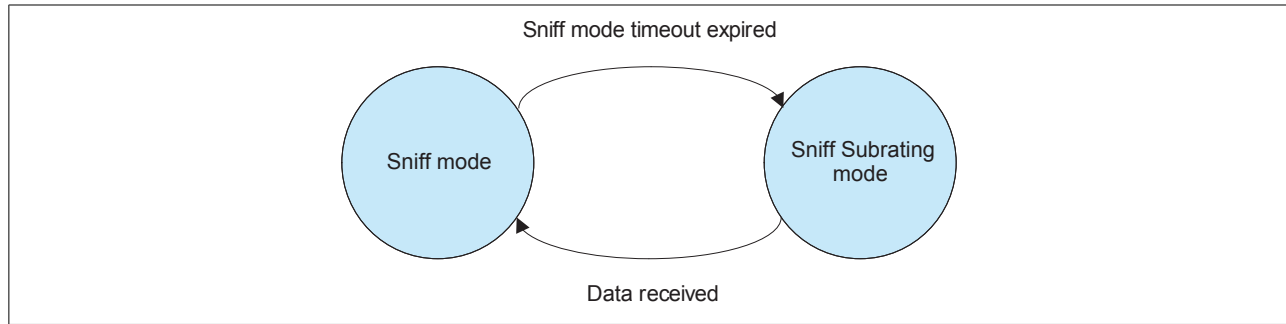 Sniff mode timeout expired
Sniff mode
Sniff Subrating
mode
Data received